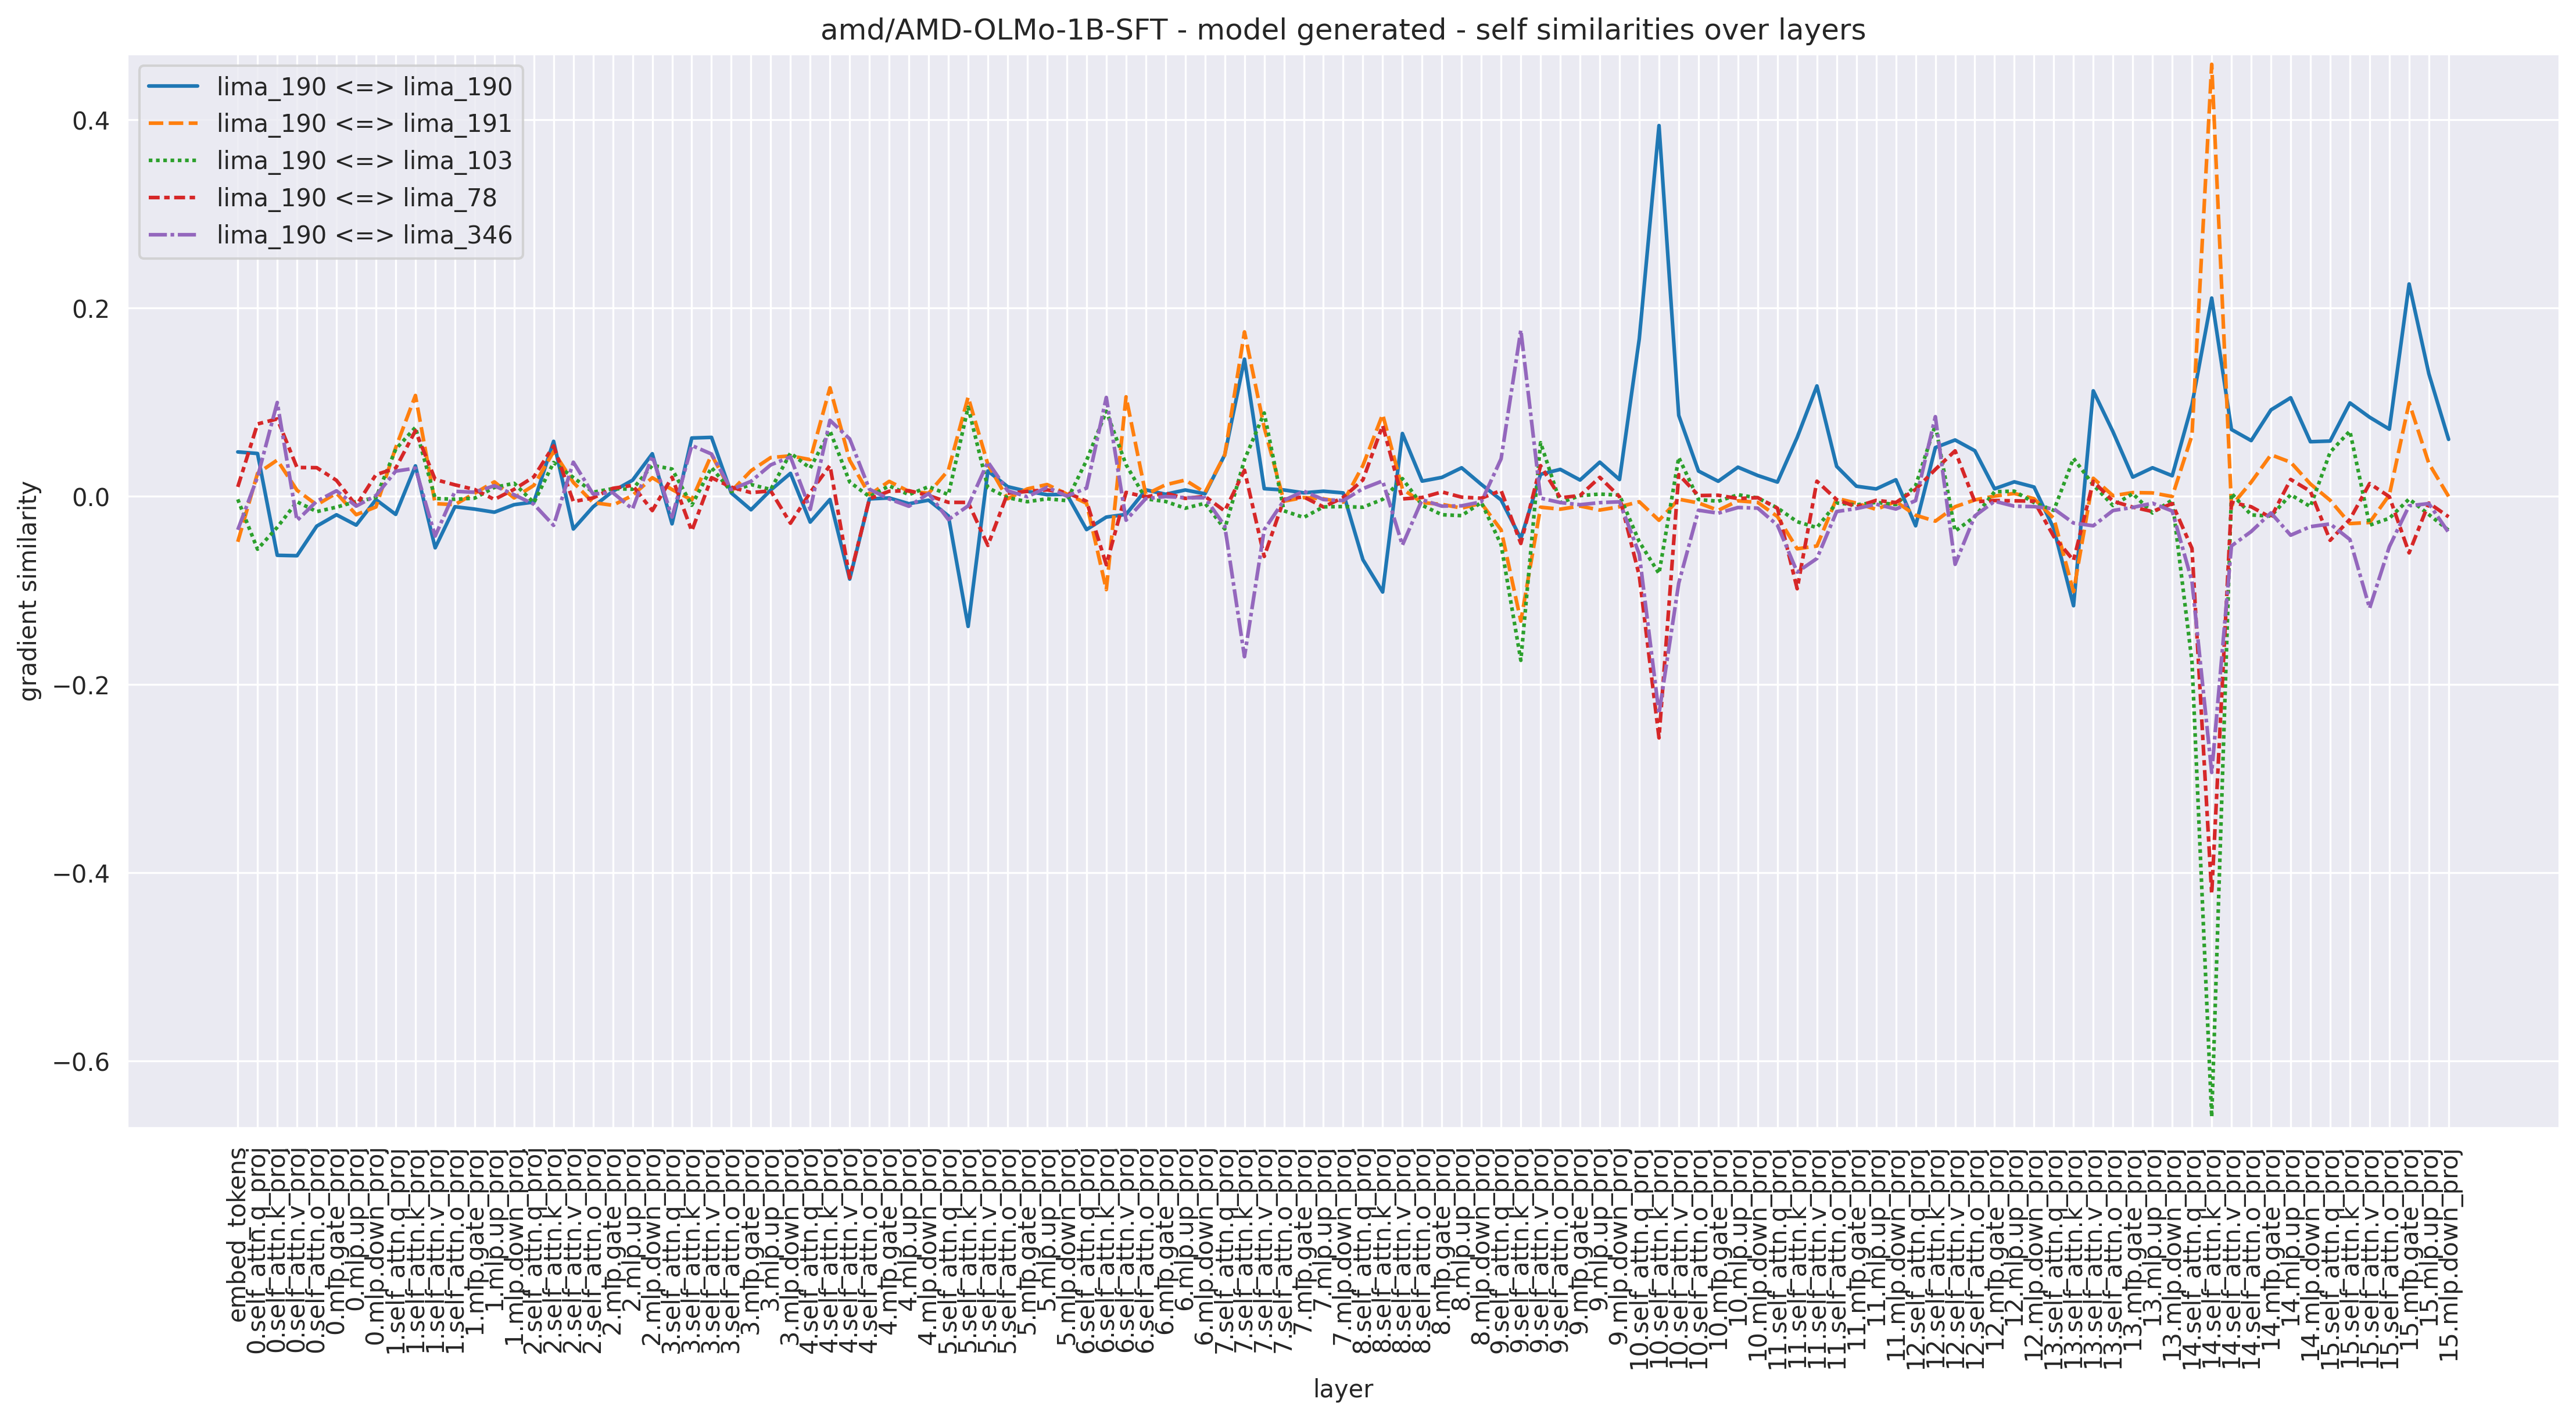 amd/AMD-OLMo-1B-SFT - model generated - self similarities over layers
lima_190 <=> lima_190
lima_190 <=> lima_191
lima_190 <=> lima_103
lima_190 <=> lima_78
lima_190 <=> lima_346
0.4
0.2
0.0
−0.2
−0.4
−0.6
gradient similarity
embed_tokens
0.self_attn.q_proj
0.self_attn.k_proj
0.self_attn.v_proj
0.self_attn.o_proj
0.mlp.gate_proj
0.mlp.up_proj
0.mlp.down_proj
1.self_attn.q_proj
1.self_attn.k_proj
1.self_attn.v_proj
1.self_attn.o_proj
1.mlp.gate_proj
1.mlp.up_proj
1.mlp.down_proj
2.self_attn.q_proj
2.self_attn.k_proj
2.self_attn.v_proj
2.self_attn.o_proj
2.mlp.gate_proj
2.mlp.up_proj
2.mlp.down_proj
3.self_attn.q_proj
3.self_attn.k_proj
3.self_attn.v_proj
3.self_attn.o_proj
3.mlp.gate_proj
3.mlp.up_proj
3.mlp.down_proj
4.self_attn.q_proj
4.self_attn.k_proj
4.self_attn.v_proj
4.self_attn.o_proj
4.mlp.gate_proj
4.mlp.up_proj
4.mlp.down_proj
5.self_attn.q_proj
5.self_attn.k_proj
5.self_attn.v_proj
5.self_attn.o_proj
5.mlp.gate_proj
5.mlp.up_proj
5.mlp.down_proj
6.self_attn.q_proj
6.self_attn.k_proj
6.self_attn.v_proj
6.self_attn.o_proj
6.mlp.gate_proj
6.mlp.up_proj
6.mlp.down_proj
7.self_attn.q_proj
7.self_attn.k_proj
7.self_attn.v_proj
7.self_attn.o_proj
7.mlp.gate_proj
7.mlp.up_proj
7.mlp.down_proj
8.self_attn.q_proj
8.self_attn.k_proj
8.self_attn.v_proj
8.self_attn.o_proj
8.mlp.gate_proj
8.mlp.up_proj
8.mlp.down_proj
9.self_attn.q_proj
9.self_attn.k_proj
9.self_attn.v_proj
9.self_attn.o_proj
9.mlp.gate_proj
9.mlp.up_proj
9.mlp.down_proj
10.self_attn.q_proj
10.self_attn.k_proj
10.self_attn.v_proj
10.self_attn.o_proj
10.mlp.gate_proj
10.mlp.up_proj
10.mlp.down_proj
11.self_attn.q_proj
11.self_attn.k_proj
11.self_attn.v_proj
11.self_attn.o_proj
11.mlp.gate_proj
11.mlp.up_proj
11.mlp.down_proj
12.self_attn.q_proj
12.self_attn.k_proj
12.self_attn.v_proj
12.self_attn.o_proj
12.mlp.gate_proj
12.mlp.up_proj
12.mlp.down_proj
13.self_attn.q_proj
13.self_attn.k_proj
13.self_attn.v_proj
13.self_attn.o_proj
13.mlp.gate_proj
13.mlp.up_proj
13.mlp.down_proj
14.self_attn.q_proj
14.self_attn.k_proj
14.self_attn.v_proj
14.self_attn.o_proj
14.mlp.gate_proj
14.mlp.up_proj
14.mlp.down_proj
15.self_attn.q_proj
15.self_attn.k_proj
15.self_attn.v_proj
15.self_attn.o_proj
15.mlp.gate_proj
15.mlp.up_proj
15.mlp.down_proj
layer